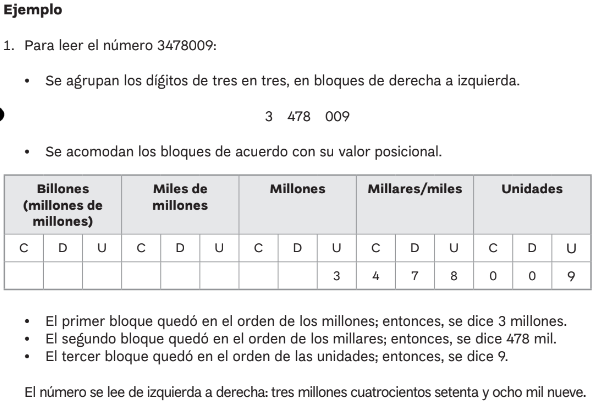 Ejemplo
1. Para leer el número 3478009:
• Se agrupan los dígitos de tres en tres, en bloques de derecha a izquierda.
3 478 009
• Se acomodan los bloques de acuerdo con su valor posicional.
Billones (millones de millones) Miles de millones Millones Millares/miles Unidades
C D U C D U C D U C D U C D U
3 4 7 8 0 0 9
• El primer bloque quedó en el orden de los millones; entonces, se dice 3 millones.
• El segundo bloque quedó en el orden de los millares; entonces, se dice 478 mil.
• El tercer bloque quedó en el orden de las unidades; entonces, se dice 9.
El número se lee de izquierda a derecha: tres millones cuatrocientos setenta y ocho mil nueve.